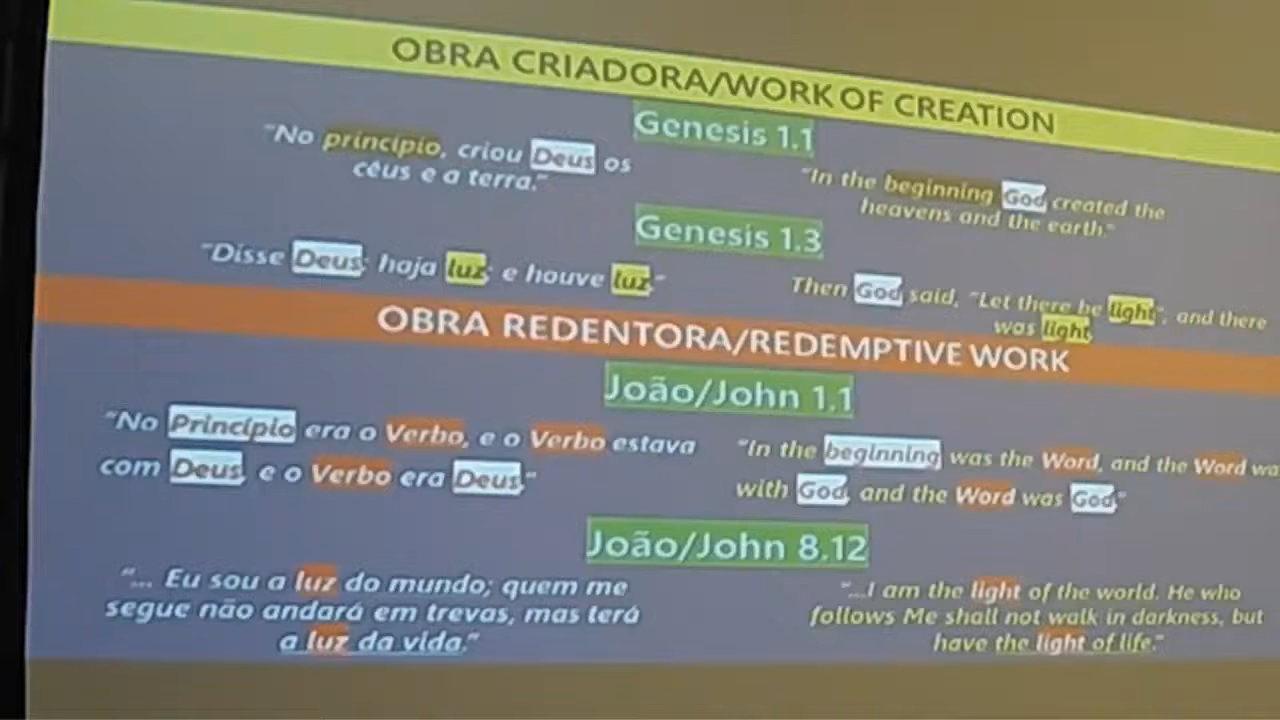 OBRA CRIADORA/WORK OF CREATION
Genesis 1.1
"No princípio, criou Deus os
céus e a terra."
"In the beginning God created the
heavens and the earth."
Genesis 1.3
"Disse Deus: haja luz; e houve luz."
Then God said, "Let there be light", and there
was light.
OBRA REDENTORA/REDEMPTIVE WORK
João/John 1.1
"No Princípio era o Verbo, e o Verbo estava
com Deus, e o Verbo era Deus."
"In the beginning was the Word, and the Word wa
with God, and the Word was God."
João/John 8.12
"... Eu sou a luz do mundo; quem me
segue não andará em trevas, mas terá
a luz da vida."
"...I am the light of the world. He who
follows Me shall not walk in darkness, but
have the light of life."